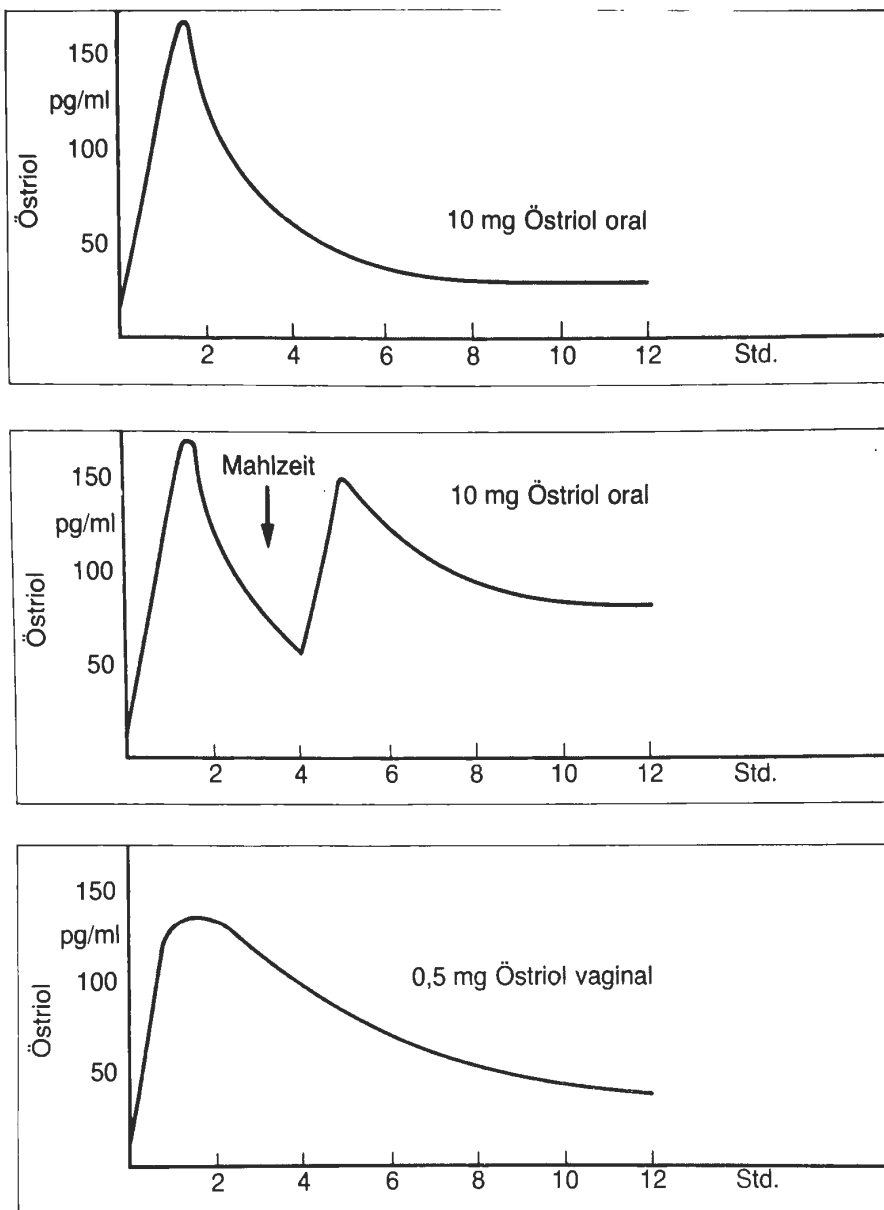 150
pg/ml
100
Östriol
50
10 mg Östriol oral
2 4 6 8 10 12 Std.
Mahlzeit
150
pg/ml
100
Östriol
50
10 mg Östriol oral
2 4 6 8 10 12 Std.
150
pg/ml
100
Östriol
50
0,5 mg Östriol vaginal
2 4 6 8 10 12 Std.